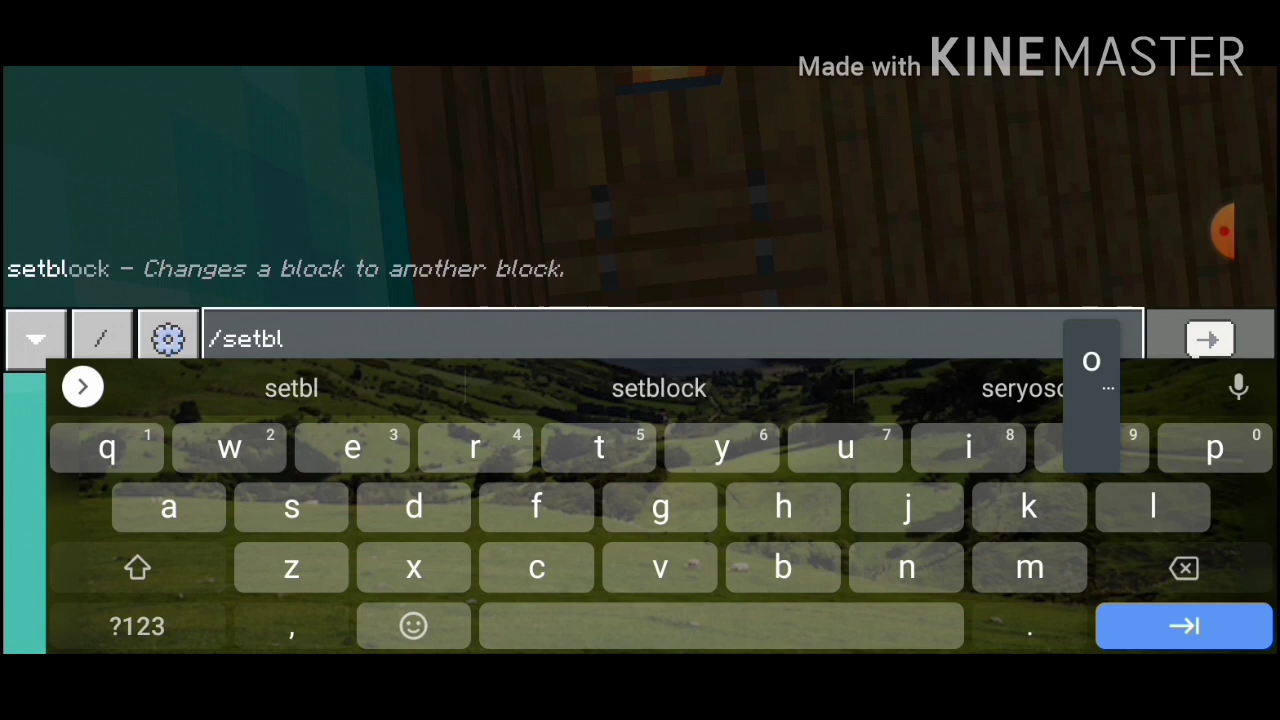 Made with KINEMASTER
setblock - Changes a block to another block.
/
/setbl
o
...
setbl setblock seryoso
q 1 w 2 e 3 r 4 t 5 y 6 u 7 i 8 9 p 0
a s d f g h j k l
z x c v b n m
?123 , .